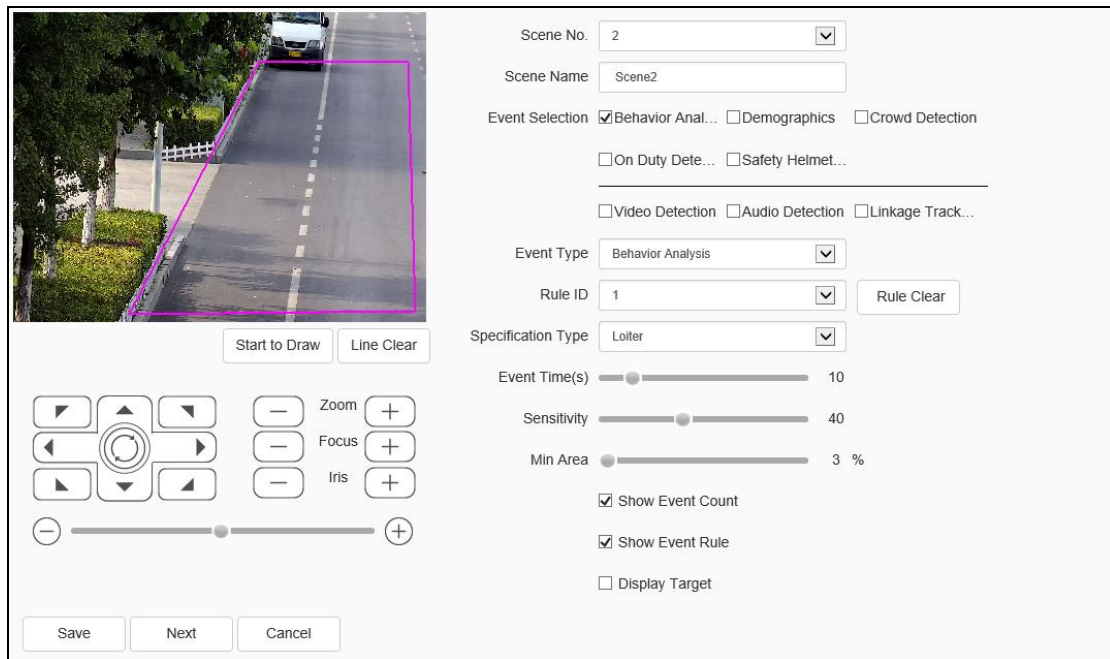 Scene No. 2
Scene Name Scene2
Event Selection Behavior Anal... Demographics Crowd Detection
On Duty Dete... Safety Helmet...
Video Detection Audio Detection Linkage Track...
Event Type Behavior Analysis
Rule ID 1 Rule Clear
Specification Type Loiter
Event Time(s) 10
Sensitivity 40
Min Area 3 %
Show Event Count
Show Event Rule
Display Target
Start to Draw Line Clear
Zoom
Focus
Iris
Save Next Cancel